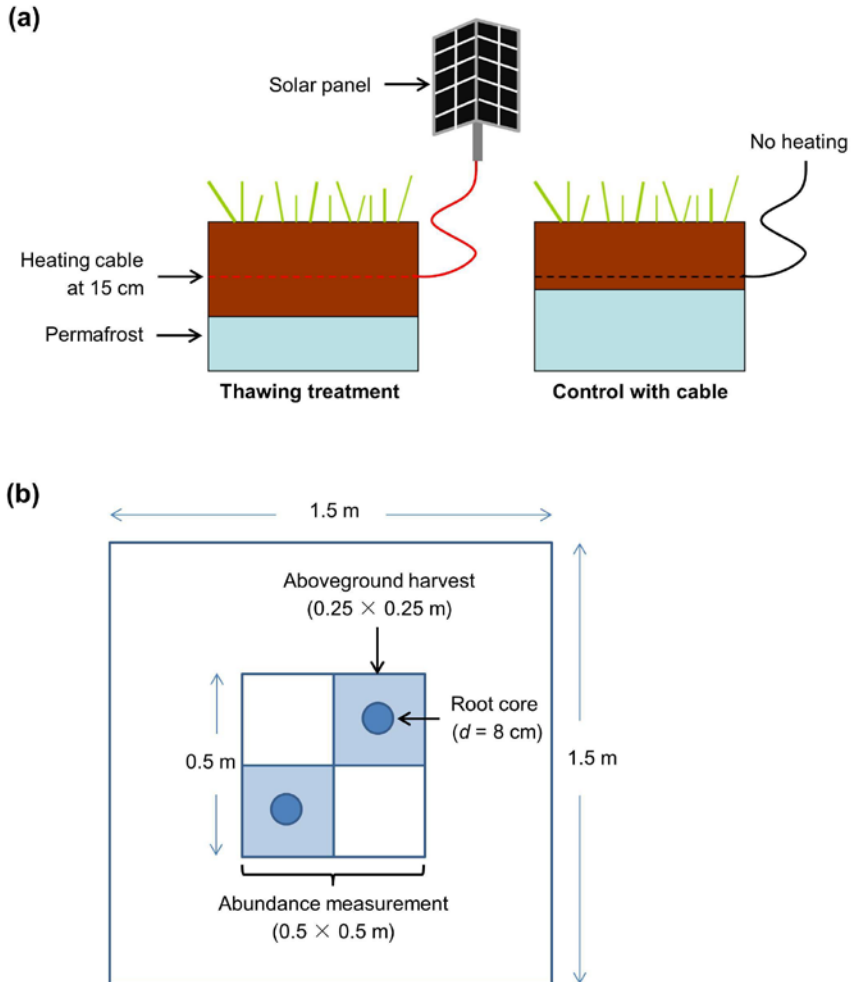 (a)
Solar panel
No heating
Heating cable
at 15 cm
Permafrost
Thawing treatment
Control with cable
(b)
1.5 m
Aboveground harvest
(0.25 × 0.25 m)
Root core
(d = 8 cm)
0.5 m
1.5 m
Abundance measurement
(0.5 × 0.5 m)